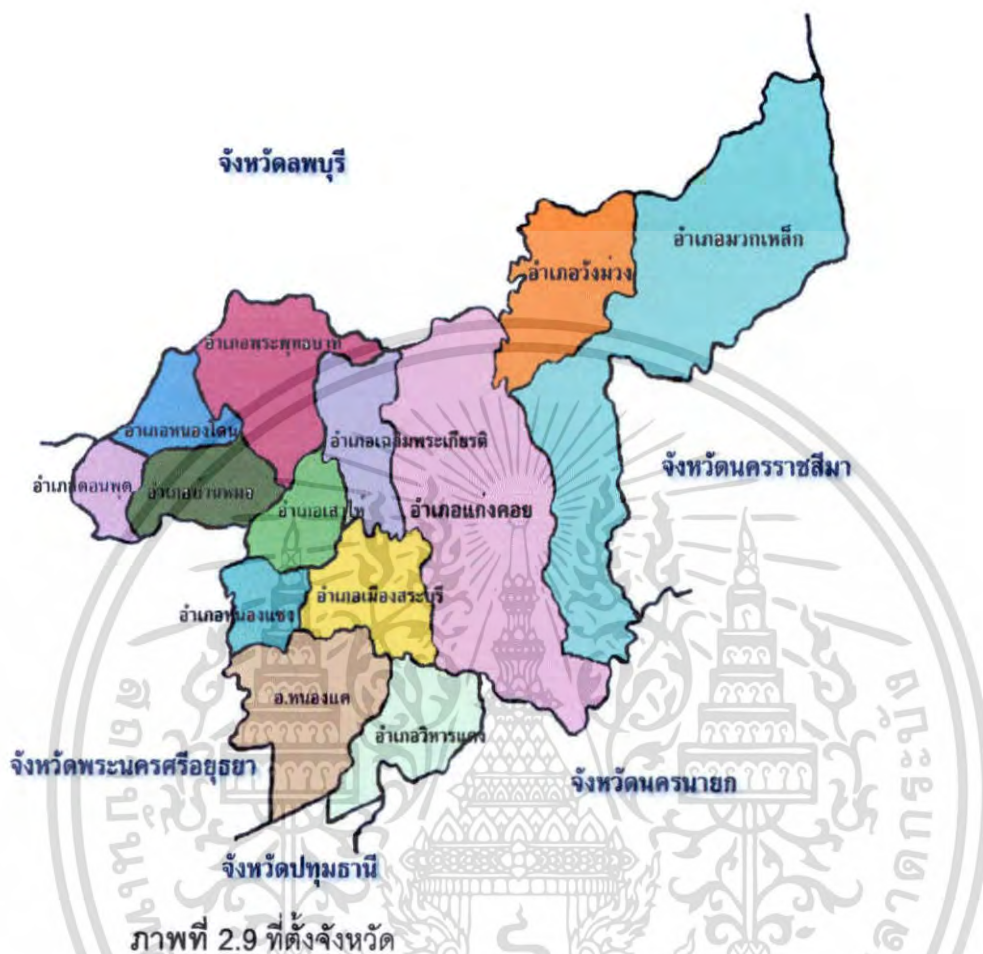 จังหวัดลพบุรี
อำเภอมวกเหล็ก
อำเภอวังม่วง
อำเภอพระพุทธบาท
อำเภอหนองโดน
อำเภอเฉลิมพระเกียรติ
จังหวัดนครราชสีมา
อำเภอดอนพุด
อำเภอบ้านหมอ
อำเภอเสาไห้
อำเภอแก่งคอย
อำเภอเมืองสระบุรี
อำเภอหนองแซง
อ.หนองแค
อำเภอวิหารแดง
จังหวัดพระนครศรีอยุธยา
จังหวัดนครนายก
จังหวัดปทุมธานี
ภาพที่ 2.9 ที่ตั้งจังหวัด